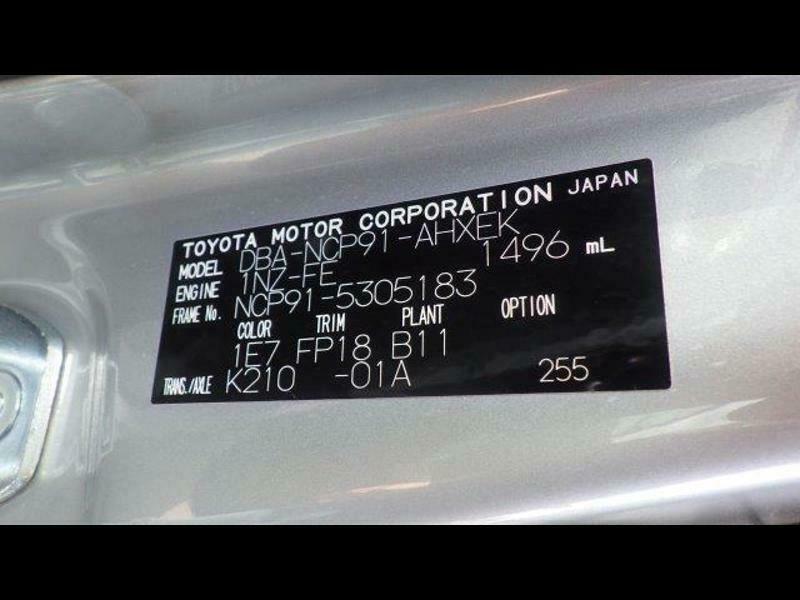 TOYOTA MOTOR CORPORATION JAPAN
MODEL DBA-NCP91-AHXEK
ENGINE 1NZ-FE 1496 mL
FRAME No. NCP91-5305183
COLOR TRIM PLANT OPTION
1E7 FP18 B11
TRANS./AXLE K210 -01A 255